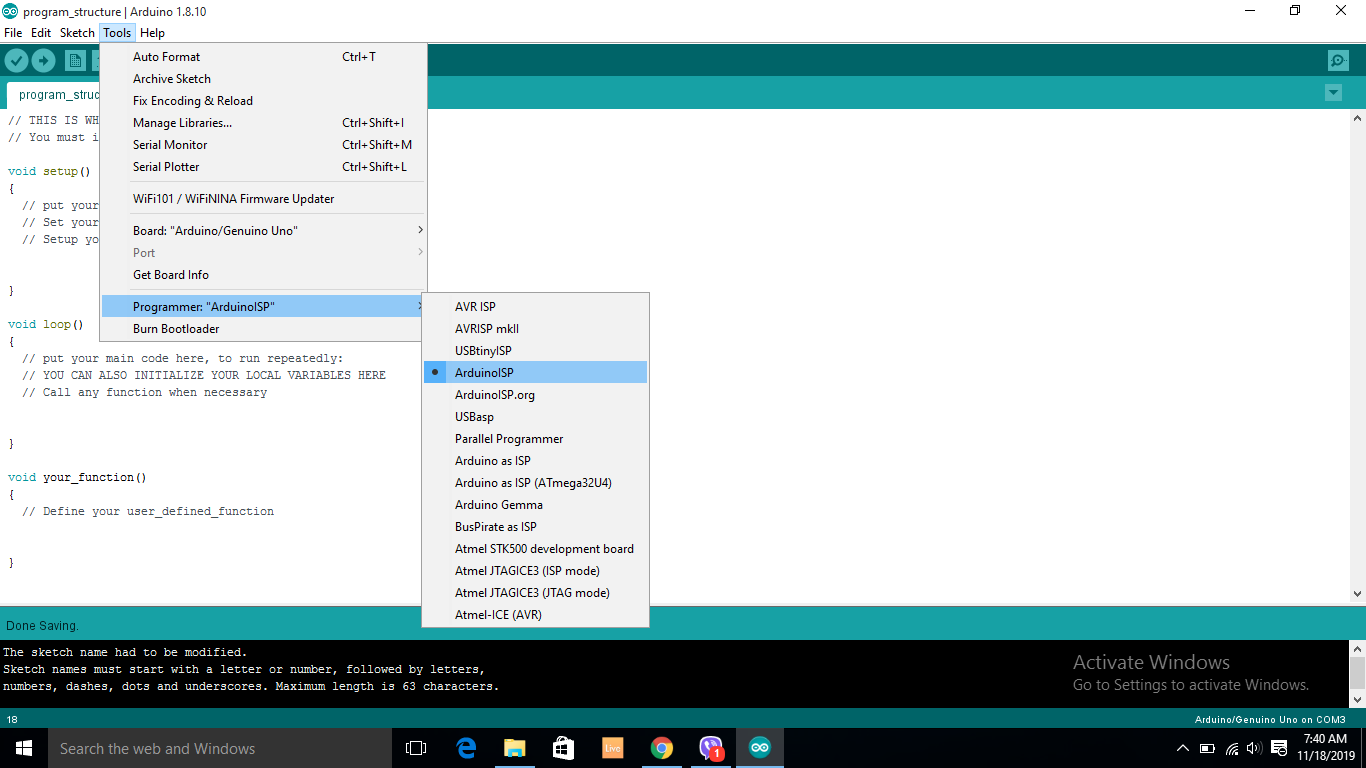 program_structure | Arduino 1.8.10
File Edit Sketch Tools Help
program_struc
Auto Format Ctrl+T
Archive Sketch
Fix Encoding & Reload
Manage Libraries... Ctrl+Shift+I
Serial Monitor Ctrl+Shift+M
Serial Plotter Ctrl+Shift+L
WiFi101 / WiFiNINA Firmware Updater
Board: "Arduino/Genuino Uno"
Port
Get Board Info
Programmer: "ArduinoISP"
Burn Bootloader
AVR ISP
AVRISP mkII
USBtinyISP
ArduinoISP
ArduinoISP.org
USBasp
Parallel Programmer
Arduino as ISP
Arduino as ISP (ATmega32U4)
Arduino Gemma
BusPirate as ISP
Atmel STK500 development board
Atmel JTAGICE3 (ISP mode)
Atmel JTAGICE3 (JTAG mode)
Atmel-ICE (AVR)
// THIS IS WH
// You must i
void setup()
{
// put your
// Set your
// Setup yo
}
void loop()
{
// put your main code here, to run repeatedly:
// YOU CAN ALSO INITIALIZE YOUR LOCAL VARIABLES HERE
// Call any function when necessary
}
void your_function()
{
// Define your user_defined_function
}
Done Saving.
The sketch name had to be modified.
Sketch names must start with a letter or number, followed by letters,
numbers, dashes, dots and underscores. Maximum length is 63 characters.
Activate Windows
Go to Settings to activate Windows.
18 Arduino/Genuino Uno on COM3
Search the web and Windows
Live
1
7:40 AM
11/18/2019